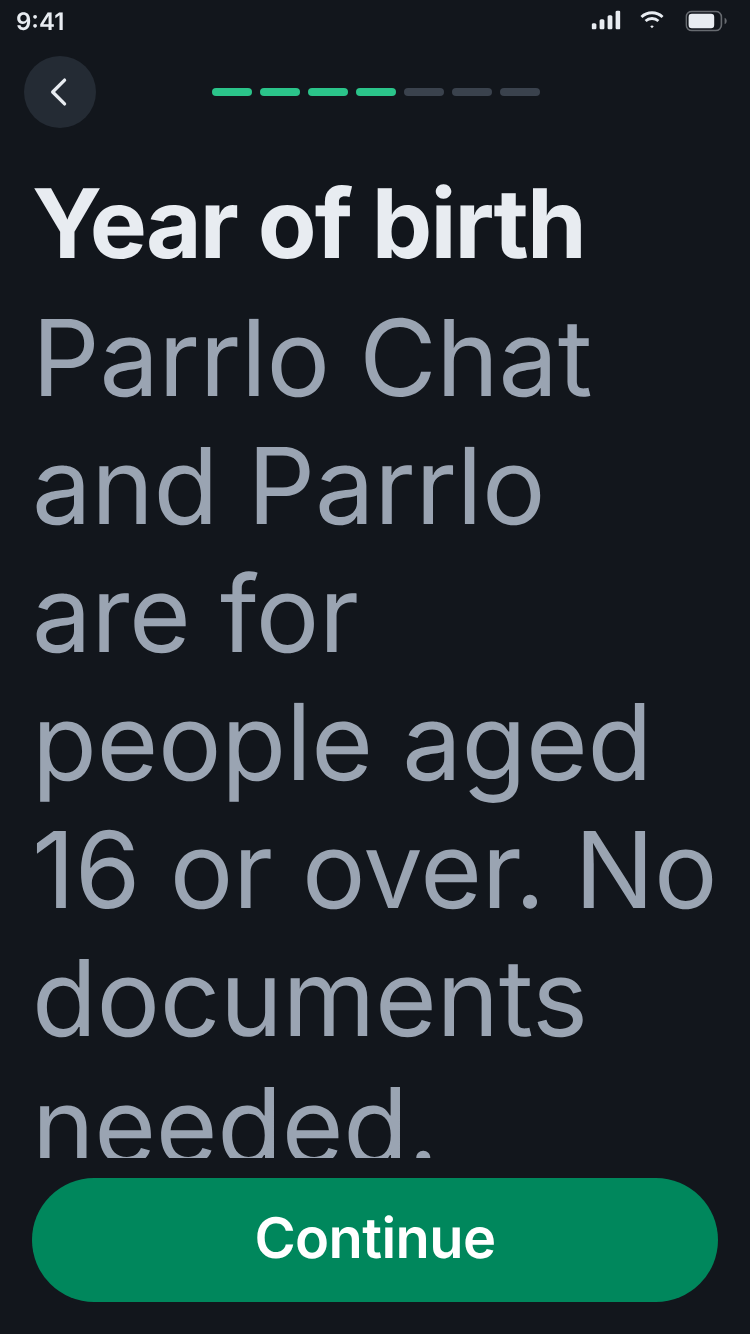 9:41
Year of birth
Parrlo Chat
and Parrlo
are for
people aged
16 or over. No
documents
needed.
Continue